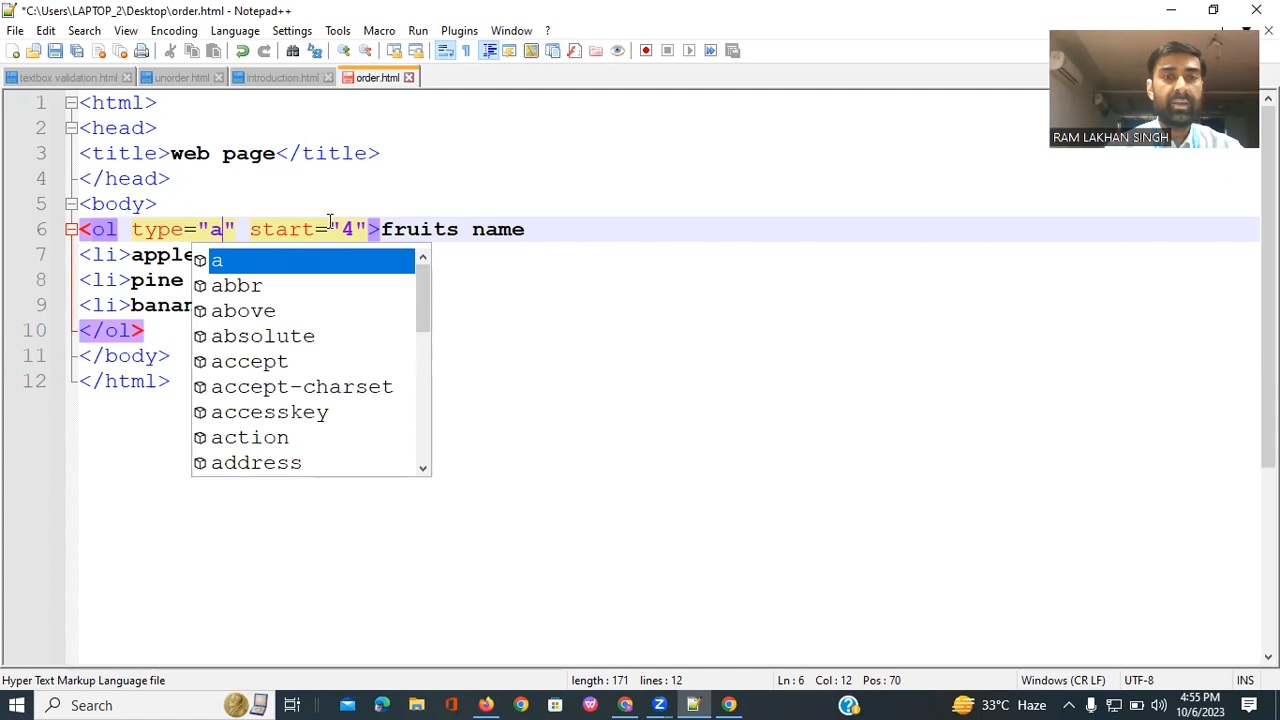 *C:\Users\LAPTOP_2\Desktop\order.html - Notepad++
File Edit Search View Encoding Language Settings Tools Macro Run Plugins Window ?
textbox validation.html unorder.html introduction.html order.html
RAM LAKHAN SINGH
1 <html>
2 <head>
3 <title>web page</title>
4 </head>
5 <body>
6 <ol type="a" start="4">fruits name
7 <li>apple
8 <li>pine
9 <li>banan
10 </ol>
11 </body>
12 </html>
a
abbr
above
absolute
accept
accept-charset
accesskey
action
address
Hyper Text Markup Language file length : 171 lines : 12 Ln : 6 Col : 12 Pos : 70 Windows (CR LF) UTF-8 INS
Search 33°C Haze 4:55 PM
10/6/2023